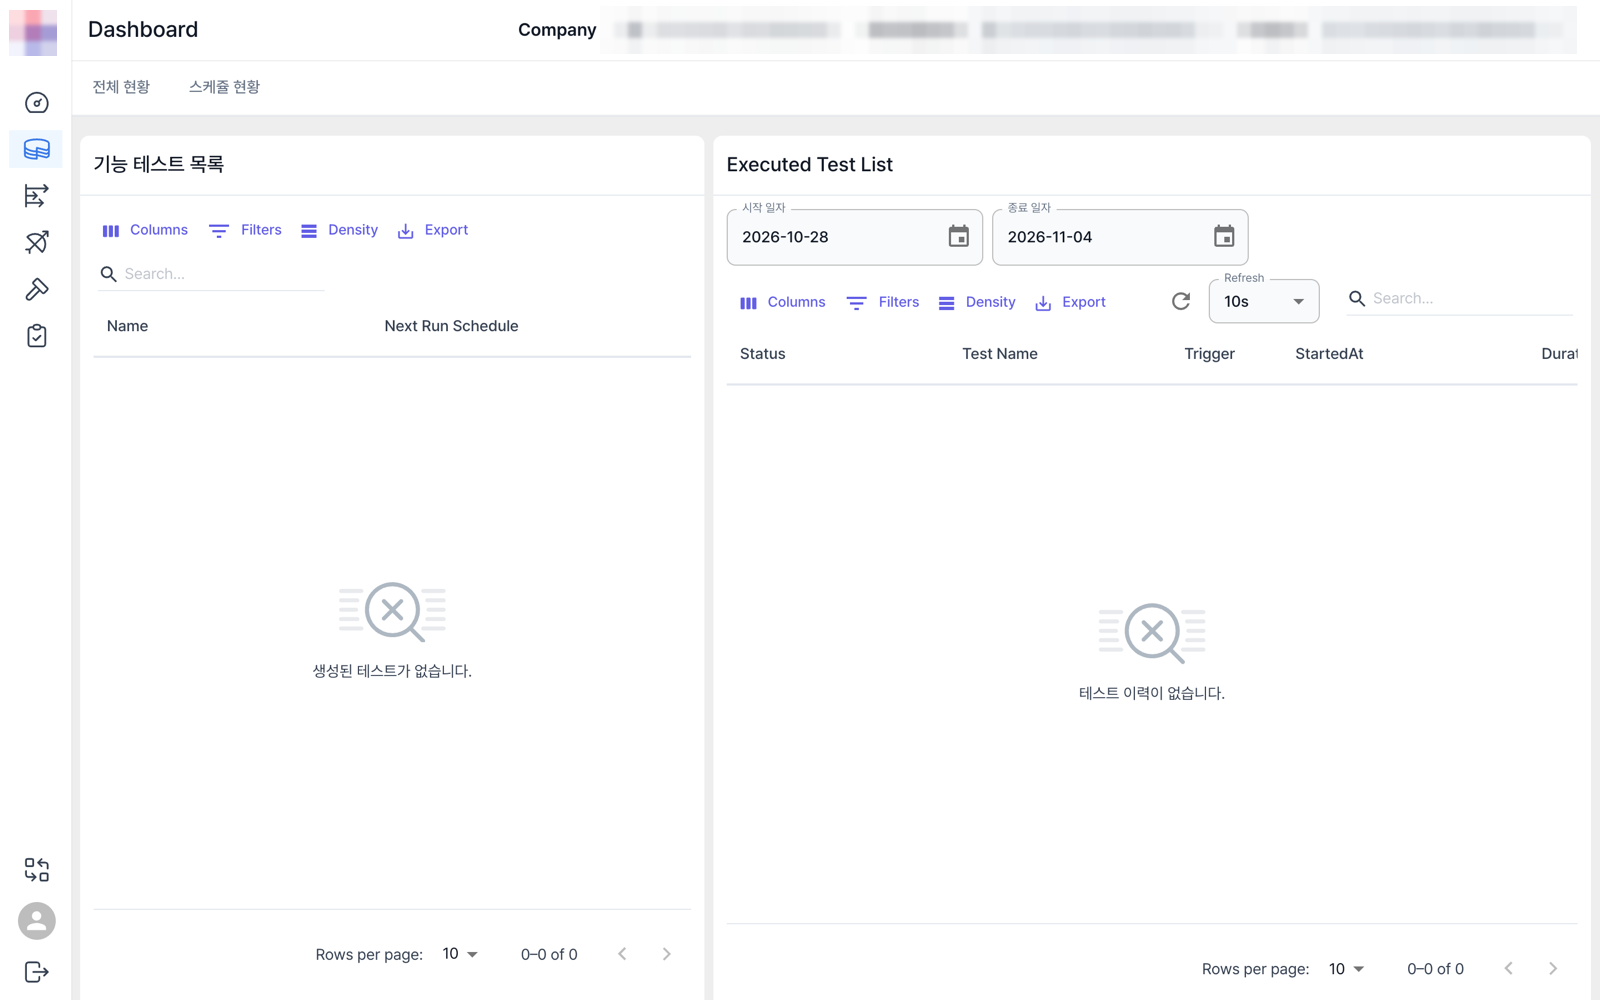 Dashboard
Company
전체 현황
스케쥴 현황
기능 테스트 목록
Columns
Filters
Density
Export
Search...
Name
Next Run Schedule
생성된 테스트가 없습니다.
Rows per page:
10
0–0 of 0
Executed Test List
시작 일자
2026-10-28
종료 일자
2026-11-04
Columns
Filters
Density
Export
Refresh
10s
Search...
Status
Test Name
Trigger
StartedAt
Durat
테스트 이력이 없습니다.
Rows per page:
10
0–0 of 0